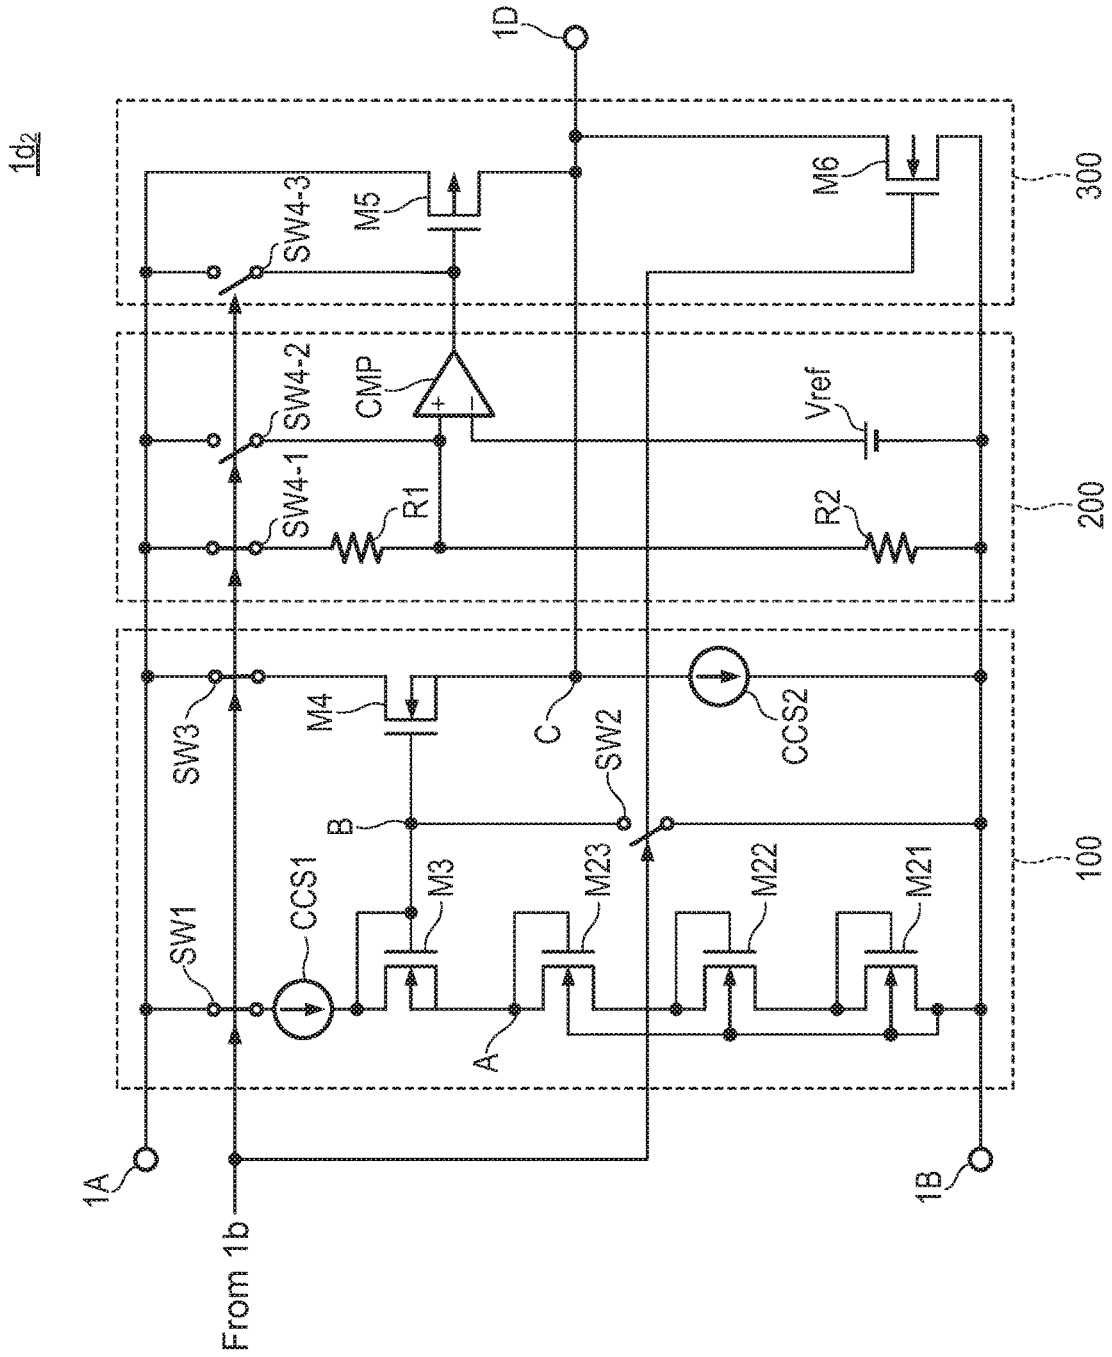 1d₂
1A
From 1b
SW1
CCS1
SW3
SW4-1
SW4-2
SW4-3
M3
M4
B
R1
CMP
+
−
M5
1D
A
C
M23
SW2
M22
M21
CCS2
R2
Vref
M6
1B
100
200
300